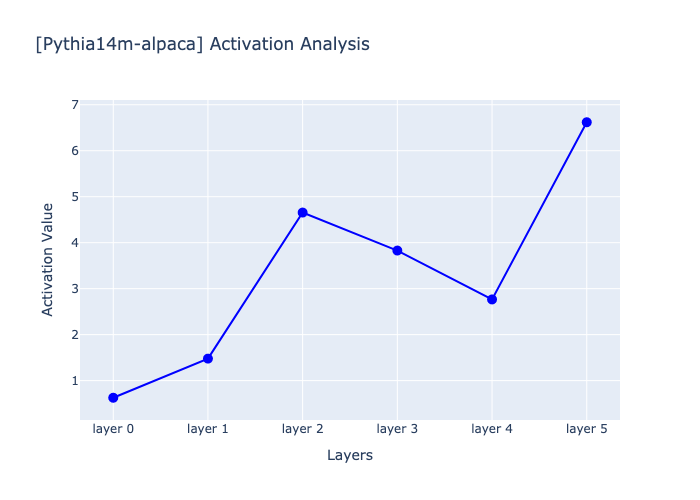 [Pythia14m-alpaca] Activation Analysis
Activation Value
7
6
5
4
3
2
1
layer 0
layer 1
layer 2
layer 3
layer 4
layer 5
Layers